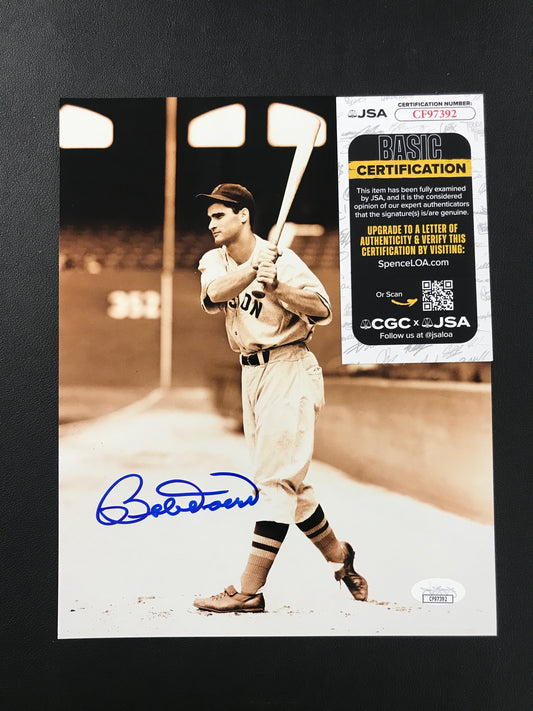 JSA
CERTIFICATION NUMBER:
CF97392
BASIC
CERTIFICATION
This item has been fully examined
by JSA, and it is the considered
opinion of our expert authenticators
that the signature(s) is/are genuine.
UPGRADE TO A LETTER OF
AUTHENTICITY & VERIFY THIS
CERTIFICATION BY VISITING:
SpenceLOA.com
Or Scan
CGC x JSA
Follow us at @jsaloa
352
STON
Bob Doerr
CF97392